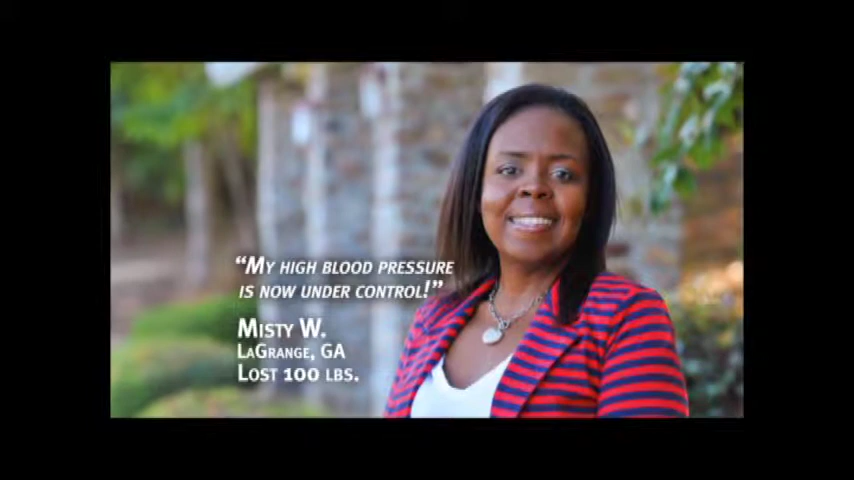 “MY HIGH BLOOD PRESSURE
IS NOW UNDER CONTROL!”
MISTY W.
LAGRANGE, GA
LOST 100 LBS.